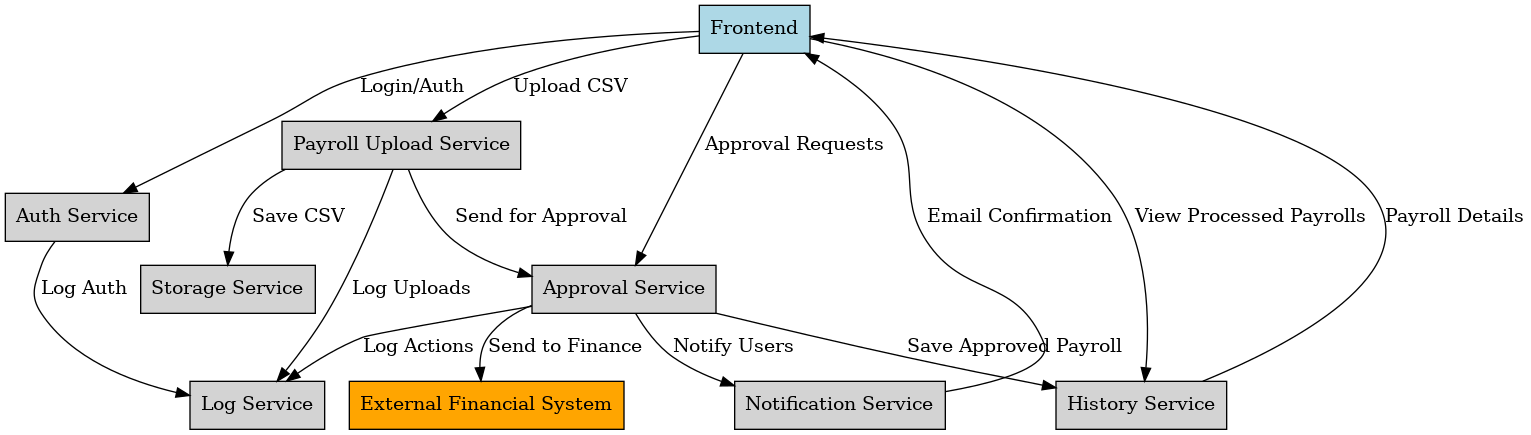 Frontend
Login/Auth
Upload CSV
Payroll Upload Service
Approval Requests
Auth Service
Save CSV
Send for Approval
Email Confirmation
View Processed Payrolls
Payroll Details
Log Auth
Storage Service
Log Uploads
Approval Service
Log Actions
Send to Finance
Notify Users
Save Approved Payroll
Log Service
External Financial System
Notification Service
History Service